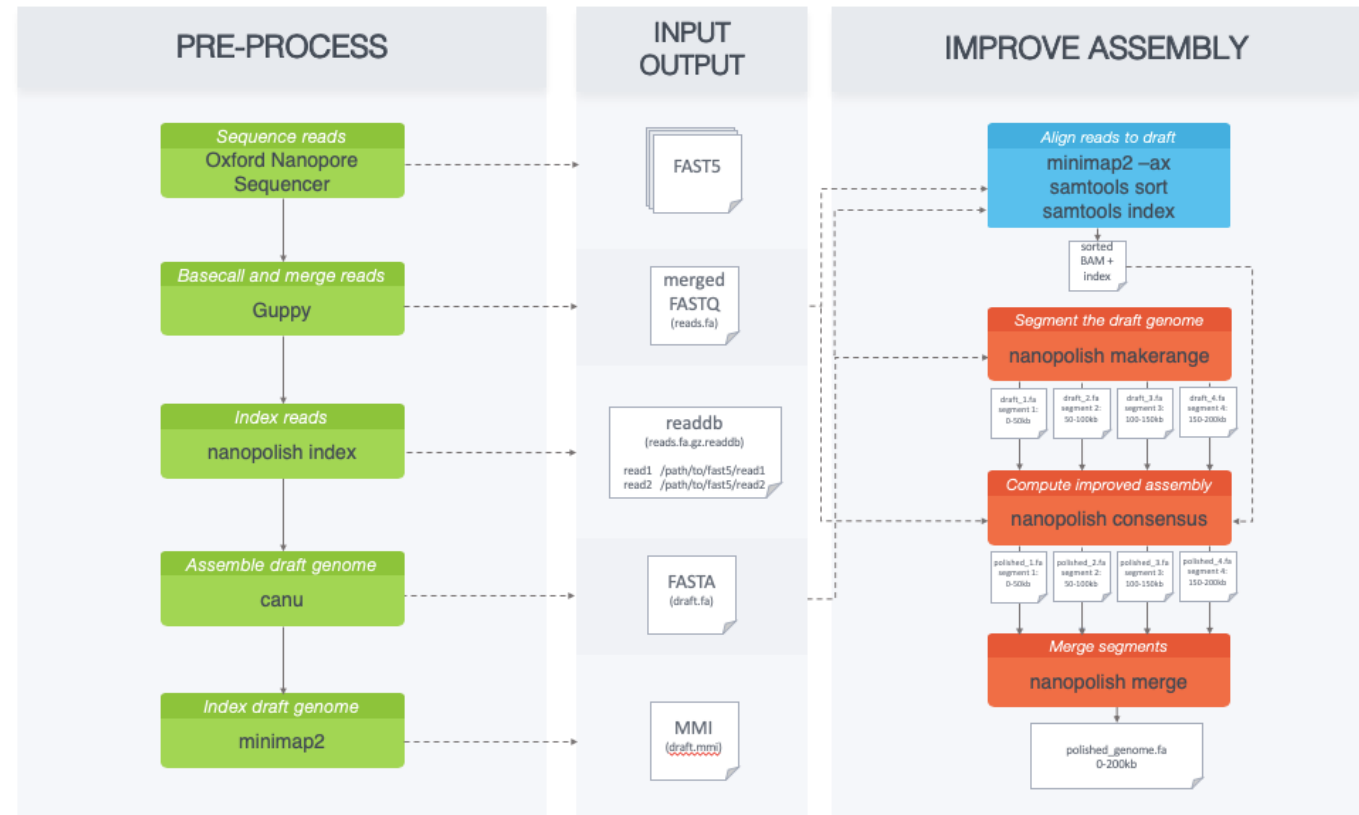 PRE-PROCESS
Sequence reads
Oxford Nanopore
Sequencer
Basecall and merge reads
Guppy
Index reads
nanopolish index
Assemble draft genome
canu
Index draft genome
minimap2
INPUT
OUTPUT
FAST5
merged
FASTQ
(reads.fa)
readdb
(reads.fa.gz.readdb)
read1 /path/to/fast5/read1
read2 /path/to/fast5/read2
FASTA
(draft.fa)
MMI
(draft.mmi)
IMPROVE ASSEMBLY
Align reads to draft
minimap2 –ax
samtools sort
samtools index
sorted
BAM +
index
Segment the draft genome
nanopolish makerange
draft_1.fa
segment 1:
0-50kb
draft_2.fa
segment 2:
50-100kb
draft_3.fa
segment 3:
100-150kb
draft_4.fa
segment 4:
150-200kb
Compute improved assembly
nanopolish consensus
polished_1.fa
segment 1:
0-50kb
polished_2.fa
segment 2:
50-100kb
polished_3.fa
segment 3:
100-150kb
polished_4.fa
segment 4:
150-200kb
Merge segments
nanopolish merge
polished_genome.fa
0-200kb